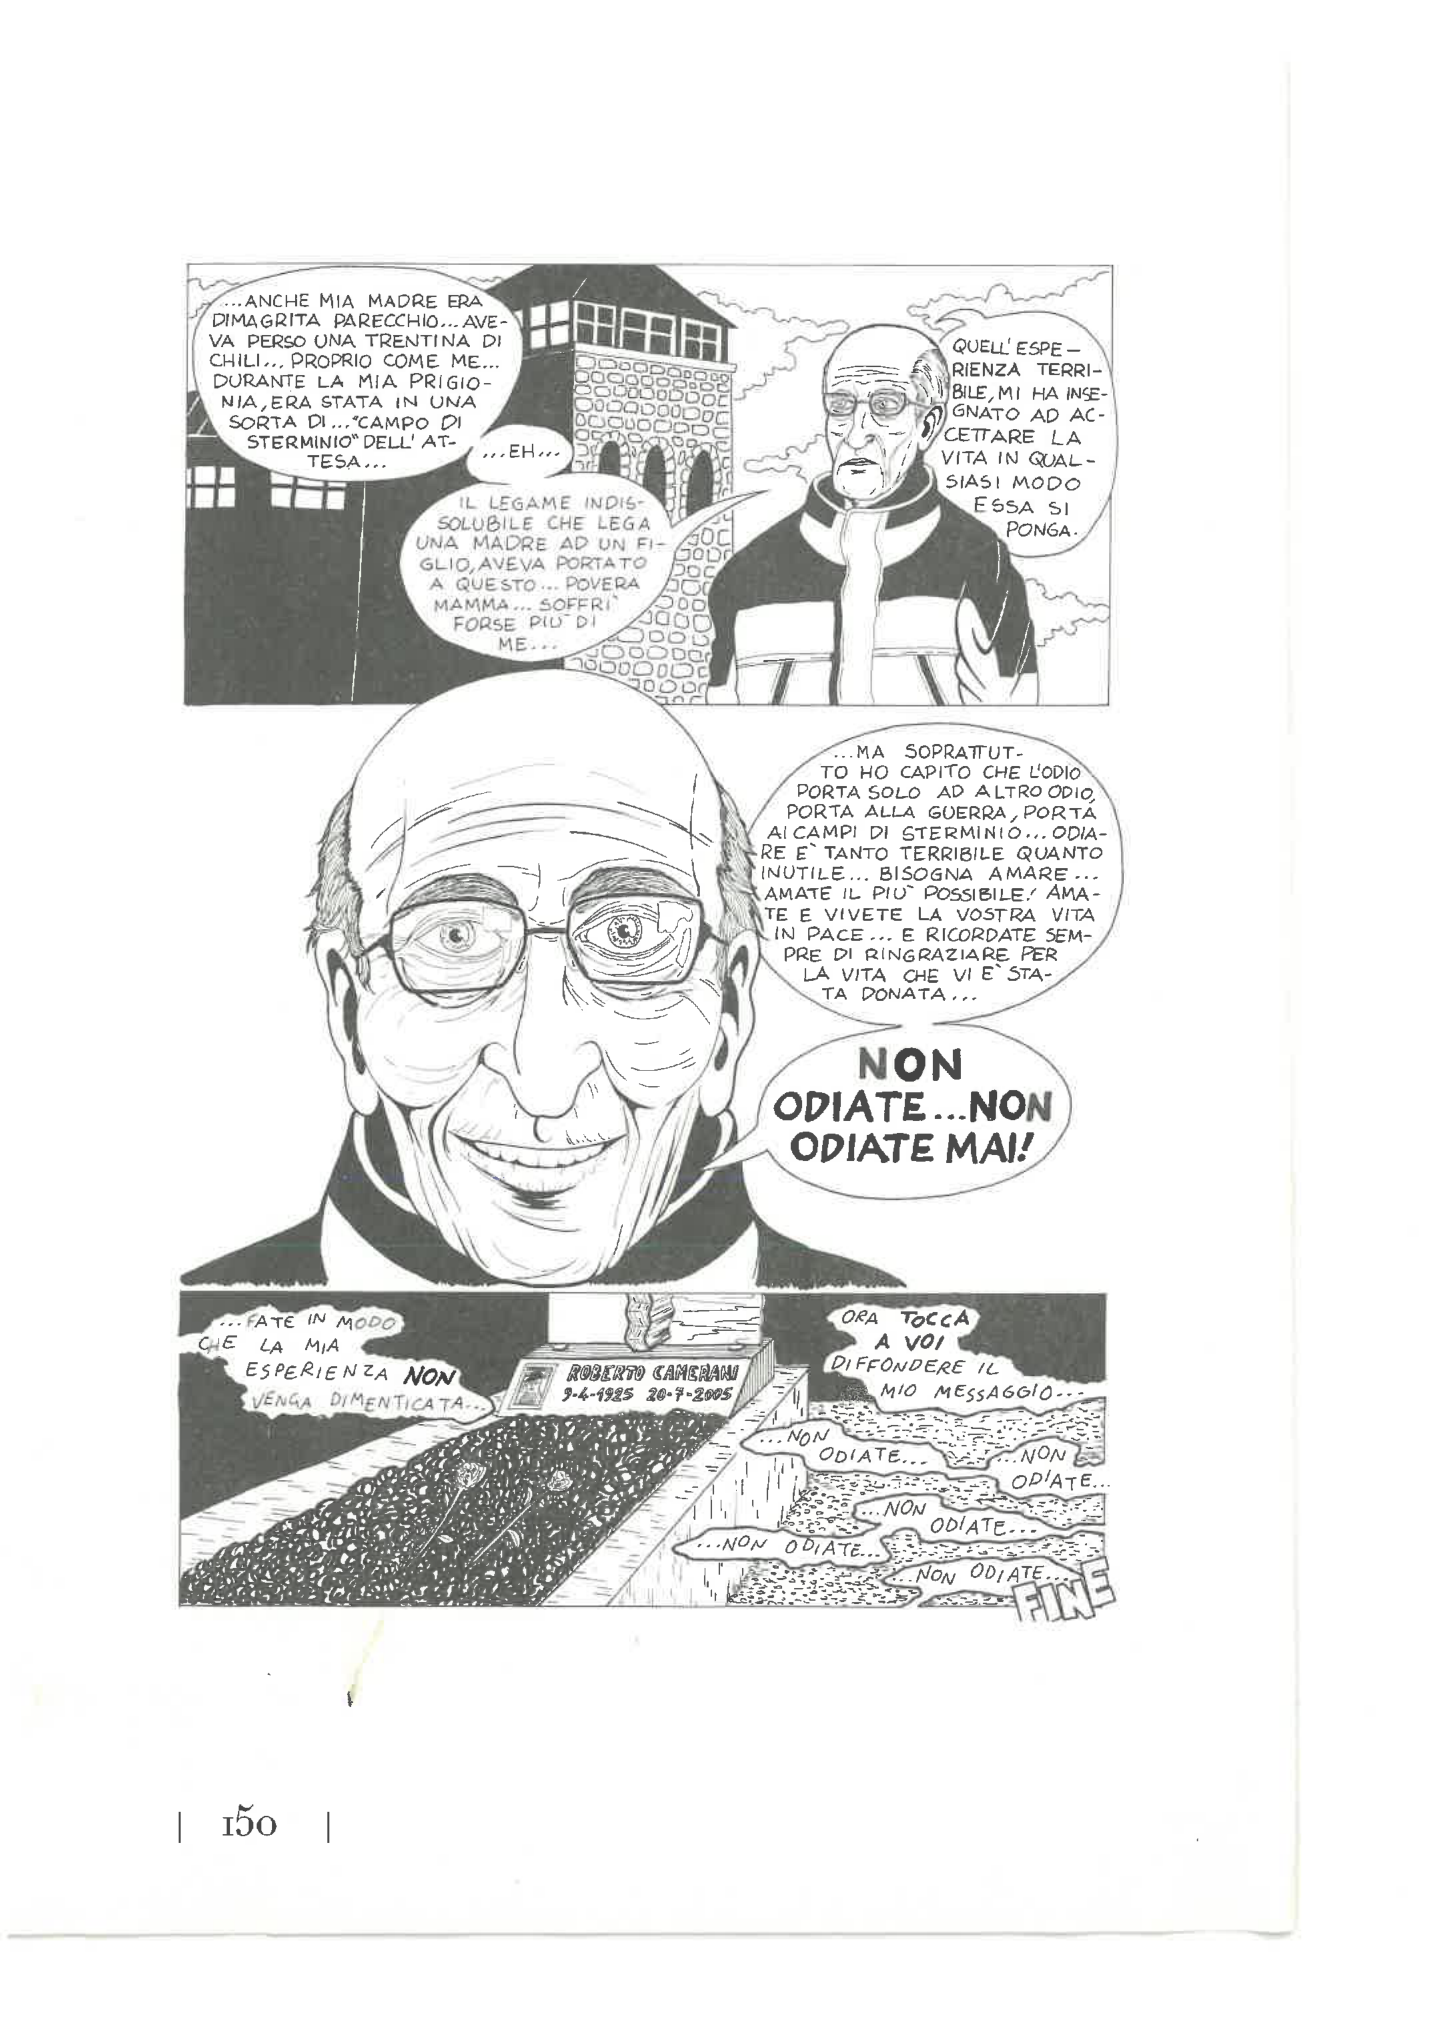 ....ANCHE MIA MADRE ERA
DIMAGRITA PARECCHIO...AVE-
VA PERSO UNA TRENTINA DI
CHILI... PROPRIO COME ME...
DURANTE LA MIA PRIGIO-
NIA, ERA STATA IN UNA
SORTA DI..."CAMPO DI
STERMINIO" DELL'AT-
TESA...
...EH...
IL LEGAME INDIS-
SOLUBILE CHE LEGA
UNA MADRE AD UN FI-
GLIO, AVEVA PORTATO
A QUESTO... POVERA
MAMMA... SOFFRI`
FORSE PIU` DI
ME...
QUELL'ESPE-
RIENZA TERRI-
BILE, MI HA INSE-
GNATO AD AC-
CETTARE LA
VITA IN QUAL-
SIASI MODO
ESSA SI
PONGA.
...MA SOPRATTUT-
TO HO CAPITO CHE L'ODIO
PORTA SOLO AD ALTRO ODIO,
PORTA ALLA GUERRA, PORTA
AI CAMPI DI STERMINIO... ODIA-
RE E` TANTO TERRIBILE QUANTO
INUTILE... BISOGNA AMARE...
AMATE IL PIU` POSSIBILE! AMA-
TE E VIVETE LA VOSTRA VITA
IN PACE... E RICORDATE SEM-
PRE DI RINGRAZIARE PER
LA VITA CHE VI E` STA-
TA DONATA...
NON
ODIATE...NON
ODIATE MAI!
...FATE IN MODO
CHE LA MIA
ESPERIENZA NON
VENGA DIMENTICATA...
ROBERTO CAMERANI
9-4-1925 20-7-2005
ORA TOCCA
A VOI
DIFFONDERE IL
MIO MESSAGGIO...
...NON
ODIATE...
...NON
ODIATE...
...NON
ODIATE...
...NON ODIATE...
...NON ODIATE...
FINE
| 150 |